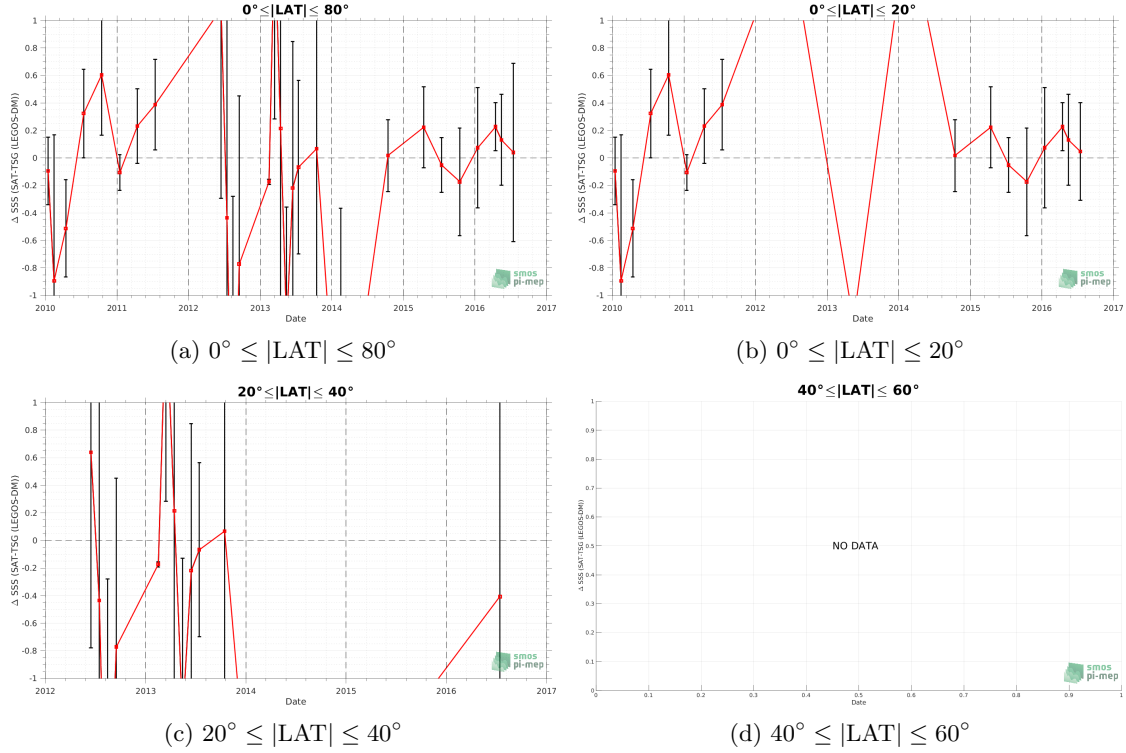 0°≤|LAT|≤ 80°
Δ SSS (SAT-TSG (LEGOS-DM))
1
0.8
0.6
0.4
0.2
0
-0.2
-0.4
-0.6
-0.8
-1
2010 2011 2012 2013 2014 2015 2016 2017
Date
smos
pi-mep
(a) 0° ≤ |LAT| ≤ 80°
0°≤|LAT|≤ 20°
Δ SSS (SAT-TSG (LEGOS-DM))
1
0.8
0.6
0.4
0.2
0
-0.2
-0.4
-0.6
-0.8
-1
2010 2011 2012 2013 2014 2015 2016 2017
Date
smos
pi-mep
(b) 0° ≤ |LAT| ≤ 20°
20°≤|LAT|≤ 40°
Δ SSS (SAT-TSG (LEGOS-DM))
1
0.8
0.6
0.4
0.2
0
-0.2
-0.4
-0.6
-0.8
-1
2012 2013 2014 2015 2016 2017
Date
smos
pi-mep
(c) 20° ≤ |LAT| ≤ 40°
40°≤|LAT|≤ 60°
Δ SSS (SAT-TSG (LEGOS-DM))
1
0.9
0.8
0.7
0.6
0.5
0.4
0.3
0.2
0.1
0
NO DATA
0 0.1 0.2 0.3 0.4 0.5 0.6 0.7 0.8 0.9 1
Date
smos
pi-mep
(d) 40° ≤ |LAT| ≤ 60°